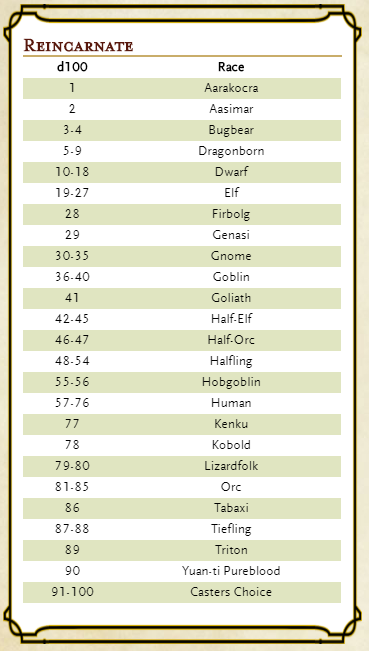 Reincarnate
d100 Race
1 Aarakocra
2 Aasimar
3-4 Bugbear
5-9 Dragonborn
10-18 Dwarf
19-27 Elf
28 Firbolg
29 Genasi
30-35 Gnome
36-40 Goblin
41 Goliath
42-45 Half-Elf
46-47 Half-Orc
48-54 Halfling
55-56 Hobgoblin
57-76 Human
77 Kenku
78 Kobold
79-80 Lizardfolk
81-85 Orc
86 Tabaxi
87-88 Tiefling
89 Triton
90 Yuan-ti Pureblood
91-100 Casters Choice